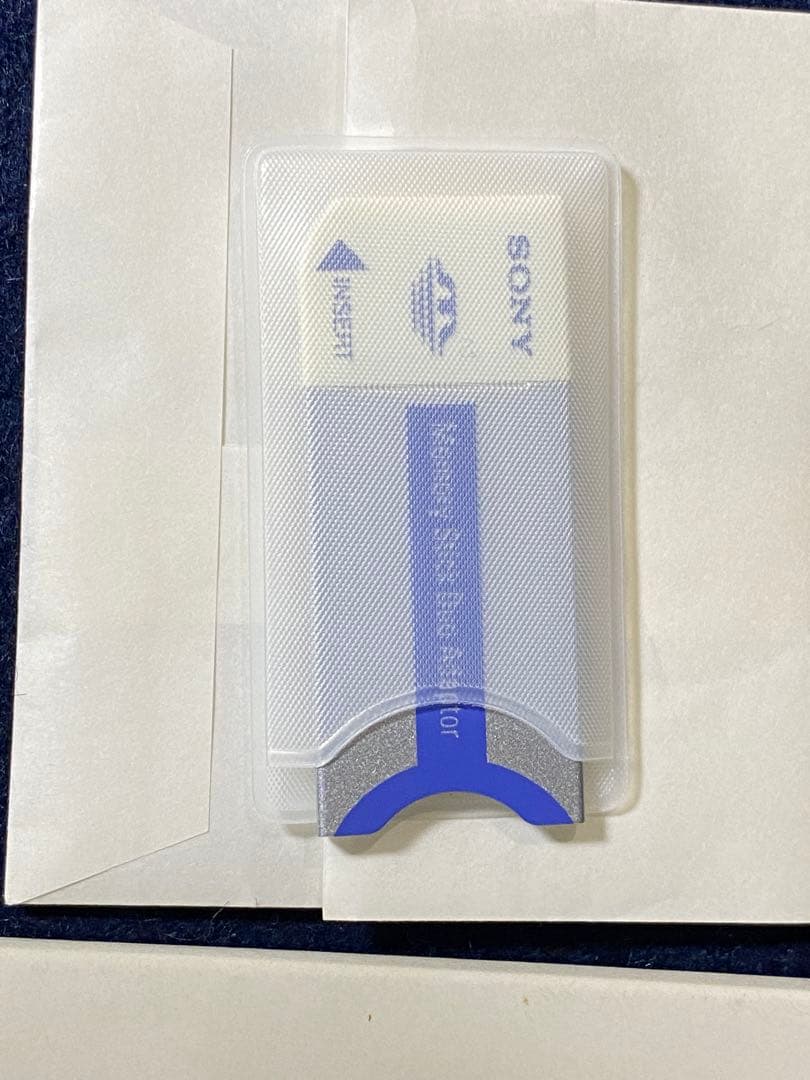 SONY
INSERT
Memory Stick Duo Adaptor